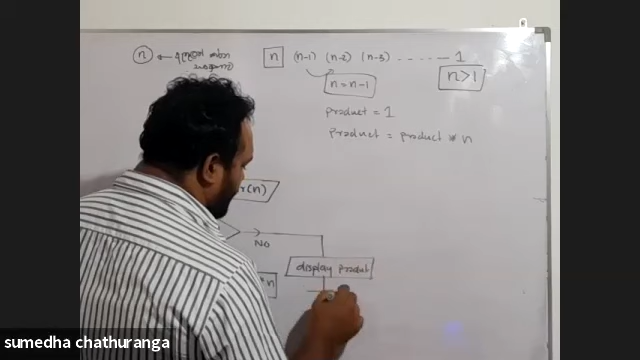 n
n (n-1) (n-2) (n-3) ------ 1
n>1
n = n-1
product = 1
product = product * n
r(n)
NO
display product
n
sumedha chathuranga